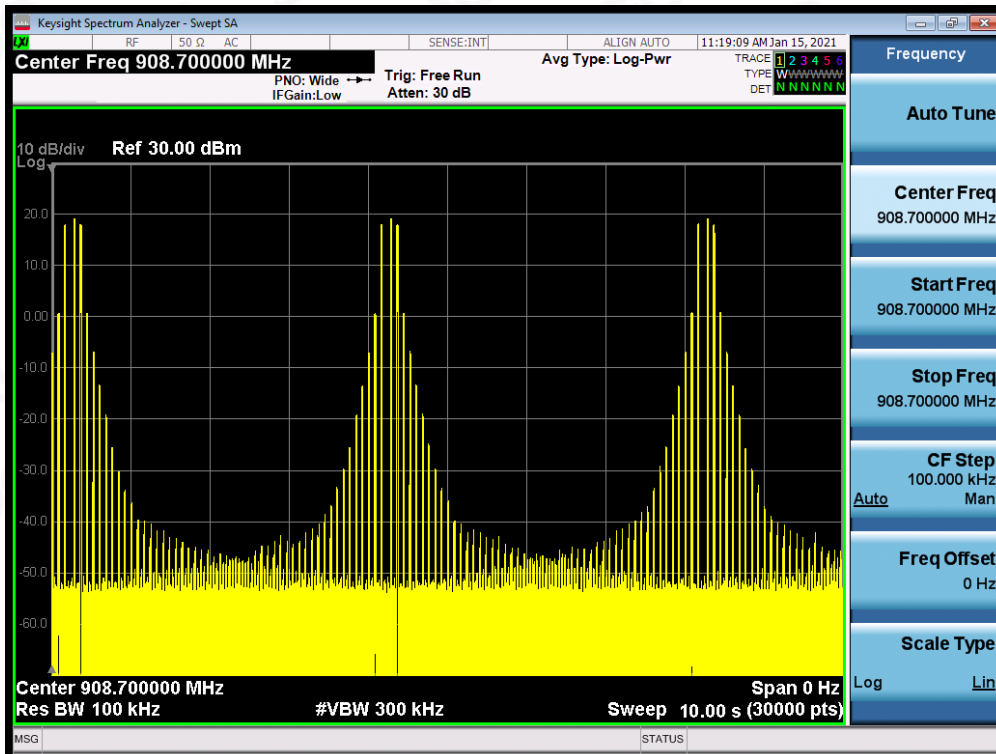 Keysight Spectrum Analyzer - Swept SA
LXI RF 50 Ω AC SENSE:INT ALIGN AUTO 11:19:09 AM Jan 15, 2021
Center Freq 908.700000 MHz
PNO: Wide
IFGain:Low
Trig: Free Run
Atten: 30 dB
Avg Type: Log-Pwr
TRACE 1 2 3 4 5 6
TYPE WWWWWW
DET N N N N N N
10 dB/div
Log
Ref 30.00 dBm
20.0
10.0
0.00
-10.0
-20.0
-30.0
-40.0
-50.0
-60.0
Center 908.700000 MHz
Span 0 Hz
Res BW 100 kHz
#VBW 300 kHz
Sweep 10.00 s (30000 pts)
MSG
STATUS
Frequency
Auto Tune
Center Freq
908.700000 MHz
Start Freq
908.700000 MHz
Stop Freq
908.700000 MHz
CF Step
100.000 kHz
Auto Man
Freq Offset
0 Hz
Scale Type
Log Lin